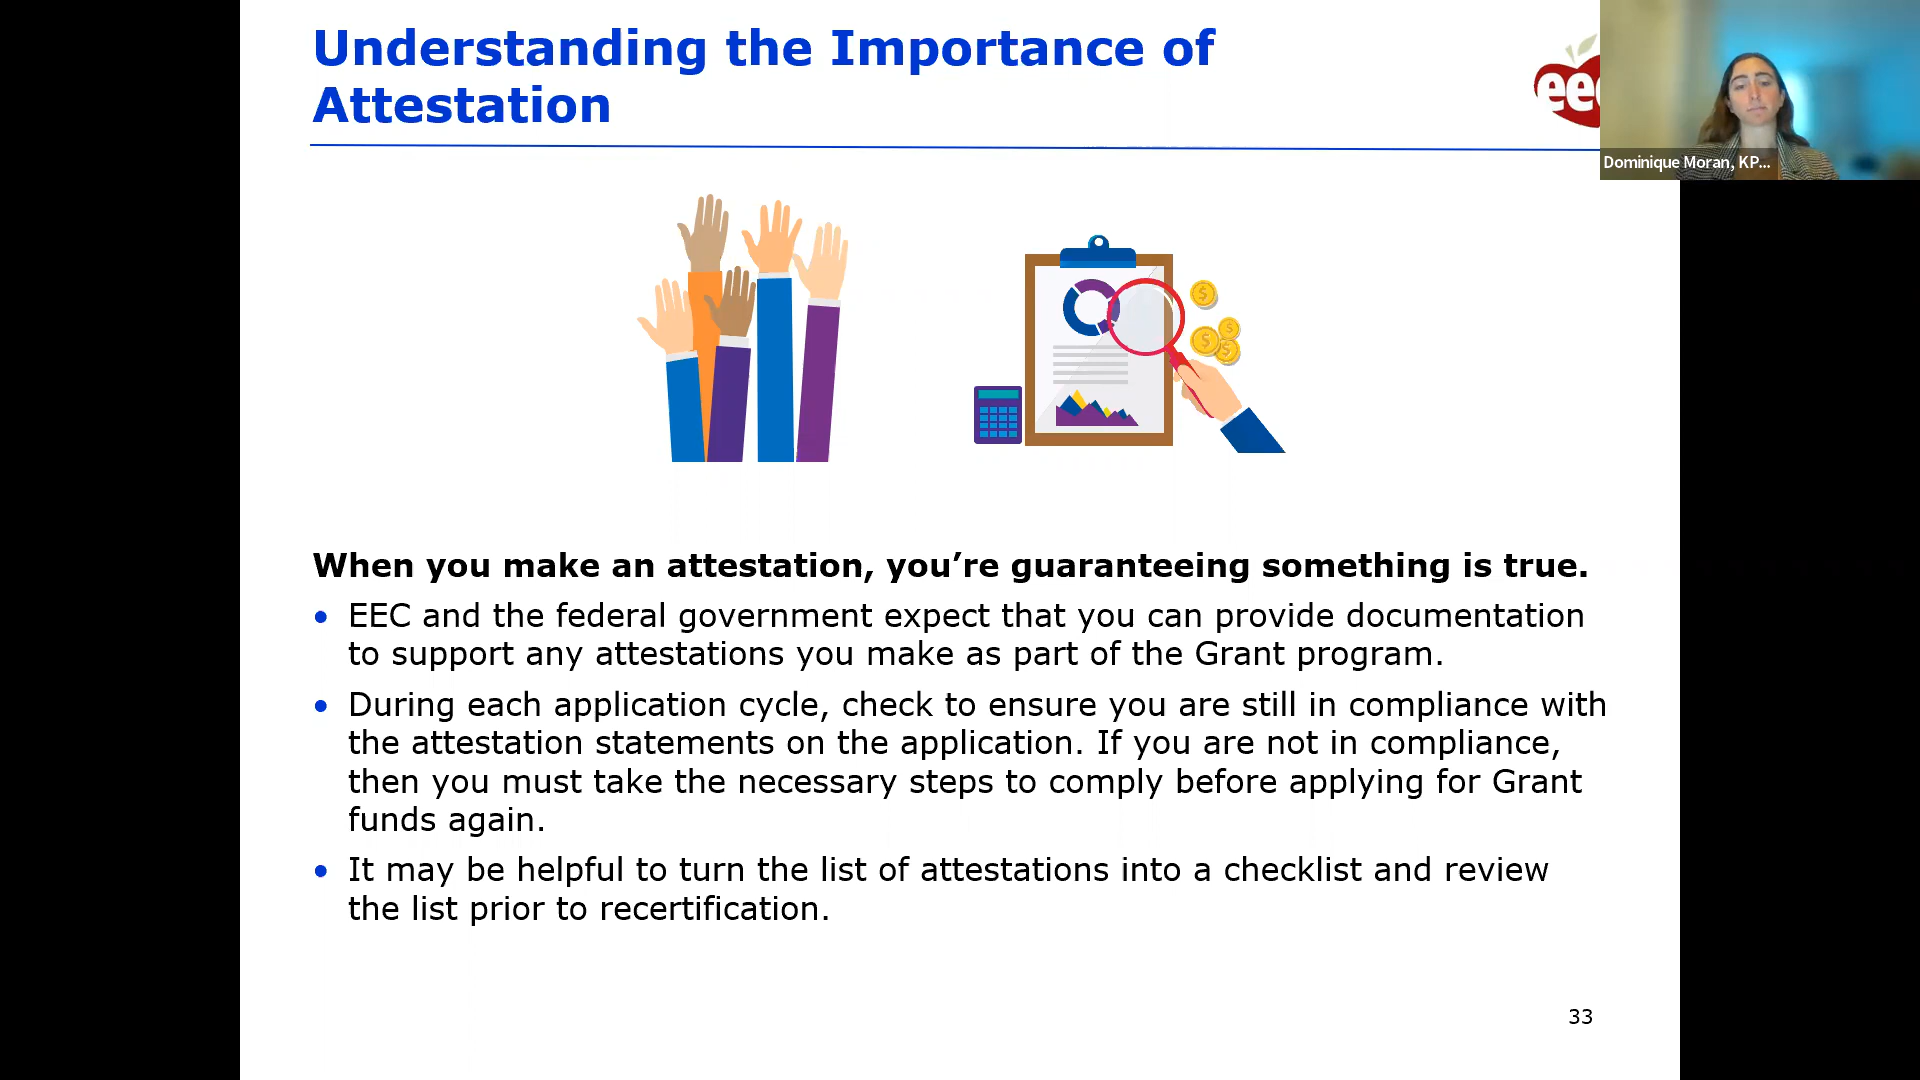 Understanding the Importance of
Attestation
ee
Dominique Moran, KP...
When you make an attestation, you’re guaranteeing something is true.
• EEC and the federal government expect that you can provide documentation
to support any attestations you make as part of the Grant program.
• During each application cycle, check to ensure you are still in compliance with
the attestation statements on the application. If you are not in compliance,
then you must take the necessary steps to comply before applying for Grant
funds again.
• It may be helpful to turn the list of attestations into a checklist and review
the list prior to recertification.
33